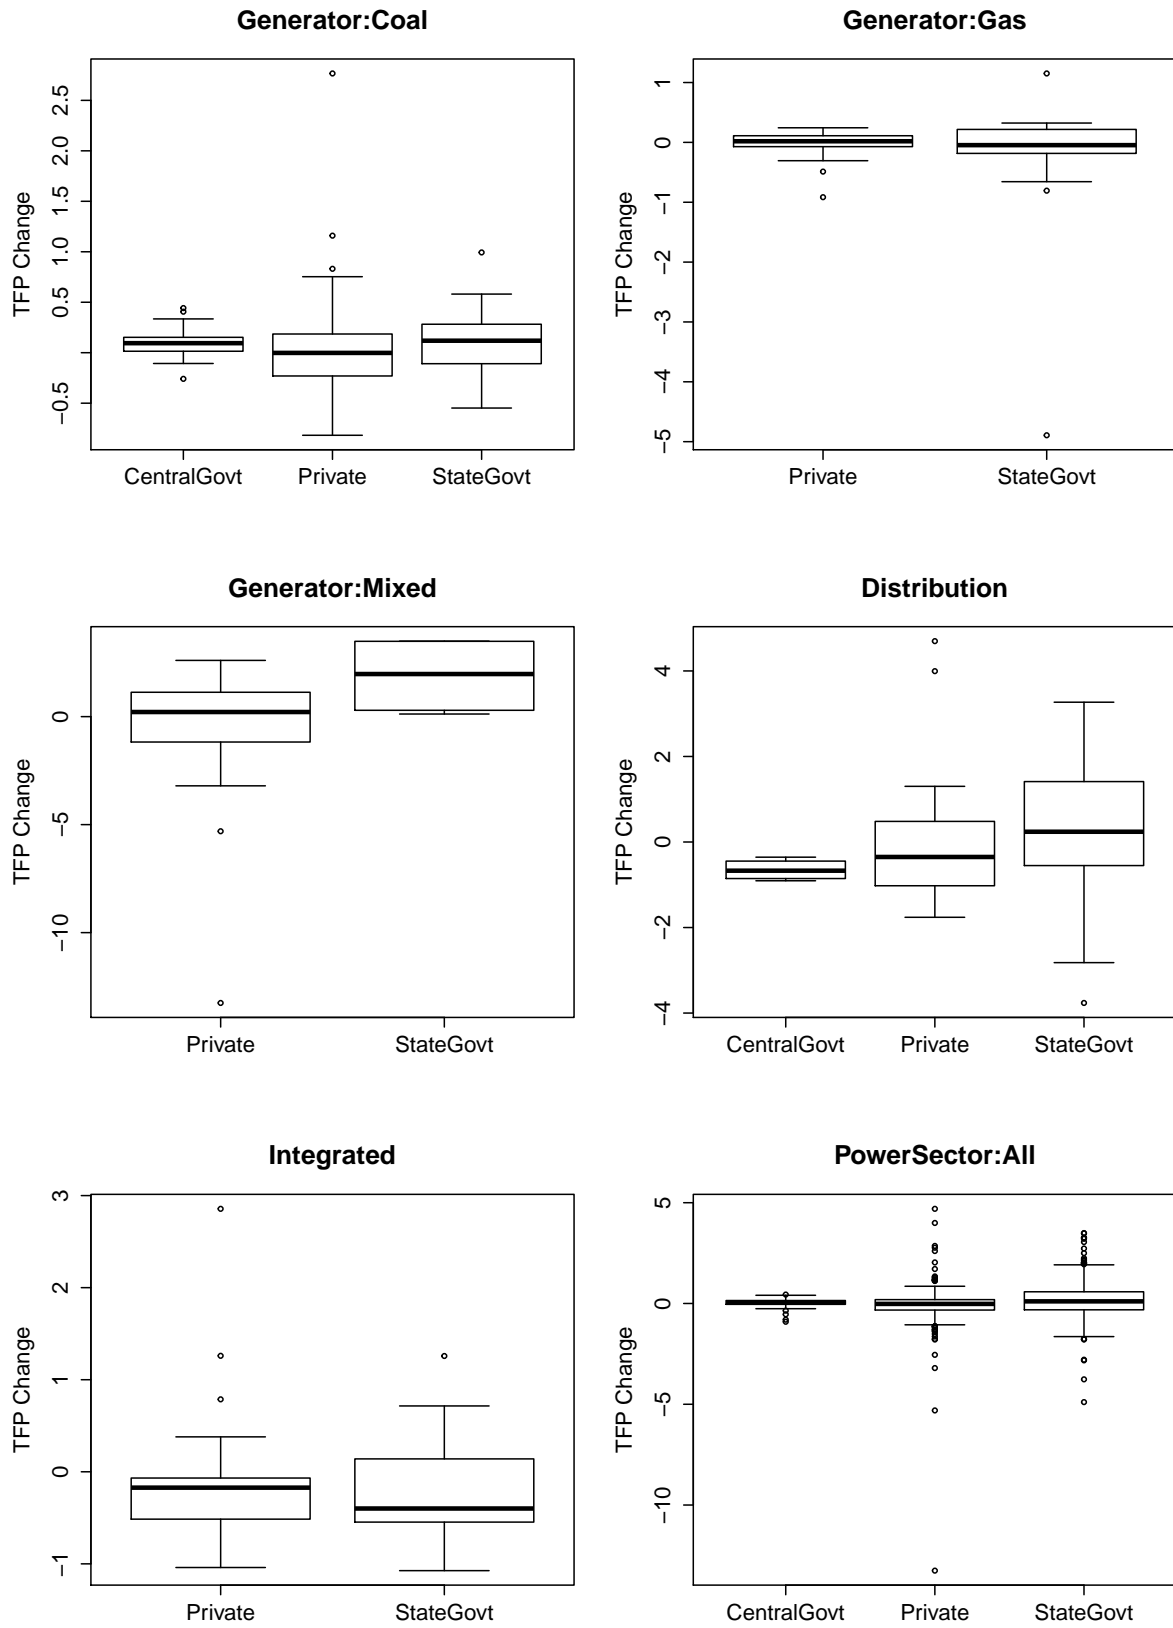 Generator:Coal
TFP Change
2.5
2.0
1.5
1.0
0.5
−0.5
CentralGovt Private StateGovt
Generator:Gas
TFP Change
1
0
−1
−2
−3
−4
−5
Private StateGovt
Generator:Mixed
TFP Change
0
−5
−10
Private StateGovt
Distribution
TFP Change
4
2
0
−2
−4
CentralGovt Private StateGovt
Integrated
TFP Change
3
2
1
0
−1
Private StateGovt
PowerSector:All
TFP Change
5
0
−5
−10
CentralGovt Private StateGovt